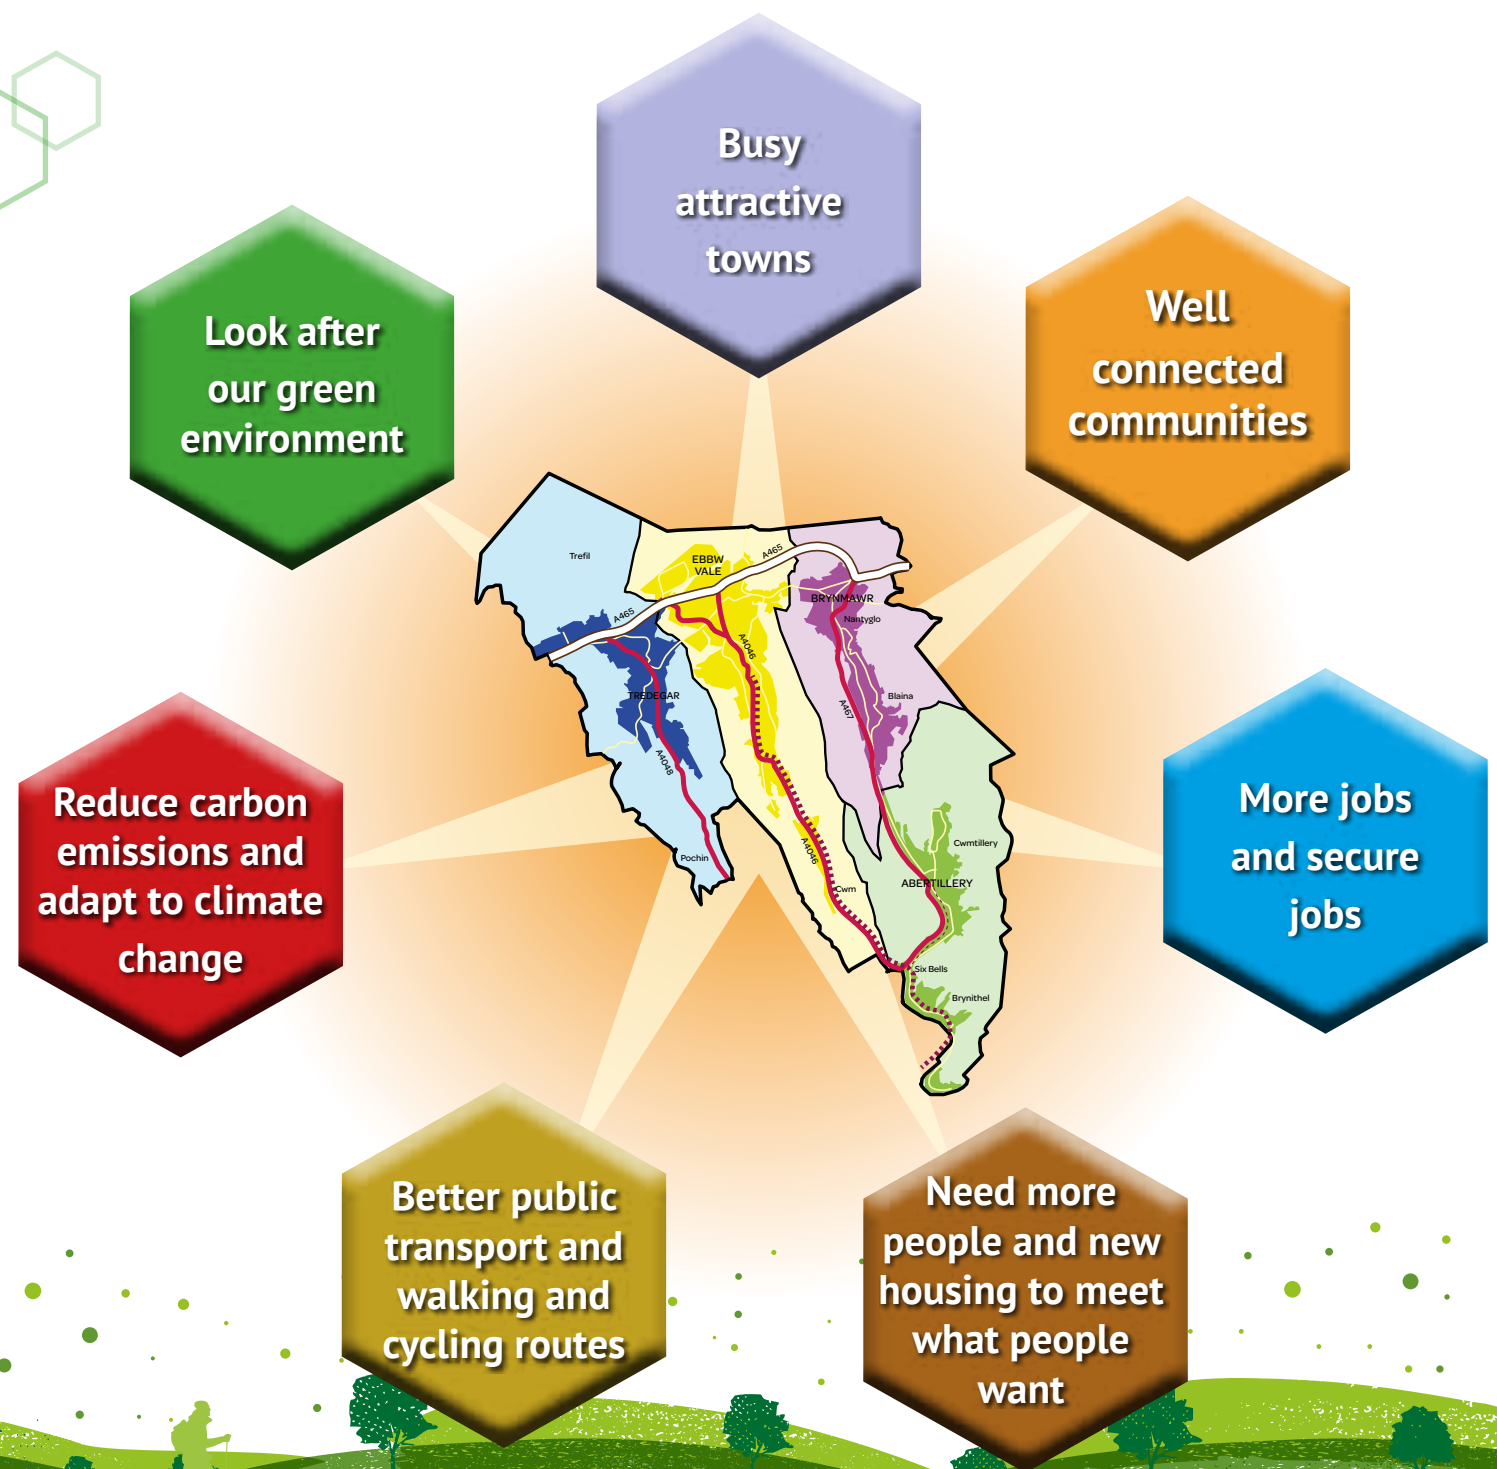 Busy
attractive
towns
Look after
our green
environment
Well
connected
communities
Reduce carbon
emissions and
adapt to climate
change
More jobs
and secure
jobs
Better public
transport and
walking and
cycling routes
Need more
people and new
housing to meet
what people
want
Trefil
EBBW
VALE
A465
A465
BRYNMAWR
Nantyglo
A4046
TREDEGAR
Blaina
A467
A4048
Pochin
A4046
Cwm
Cwmtillery
ABERTILLERY
Six Bells
Brynithel